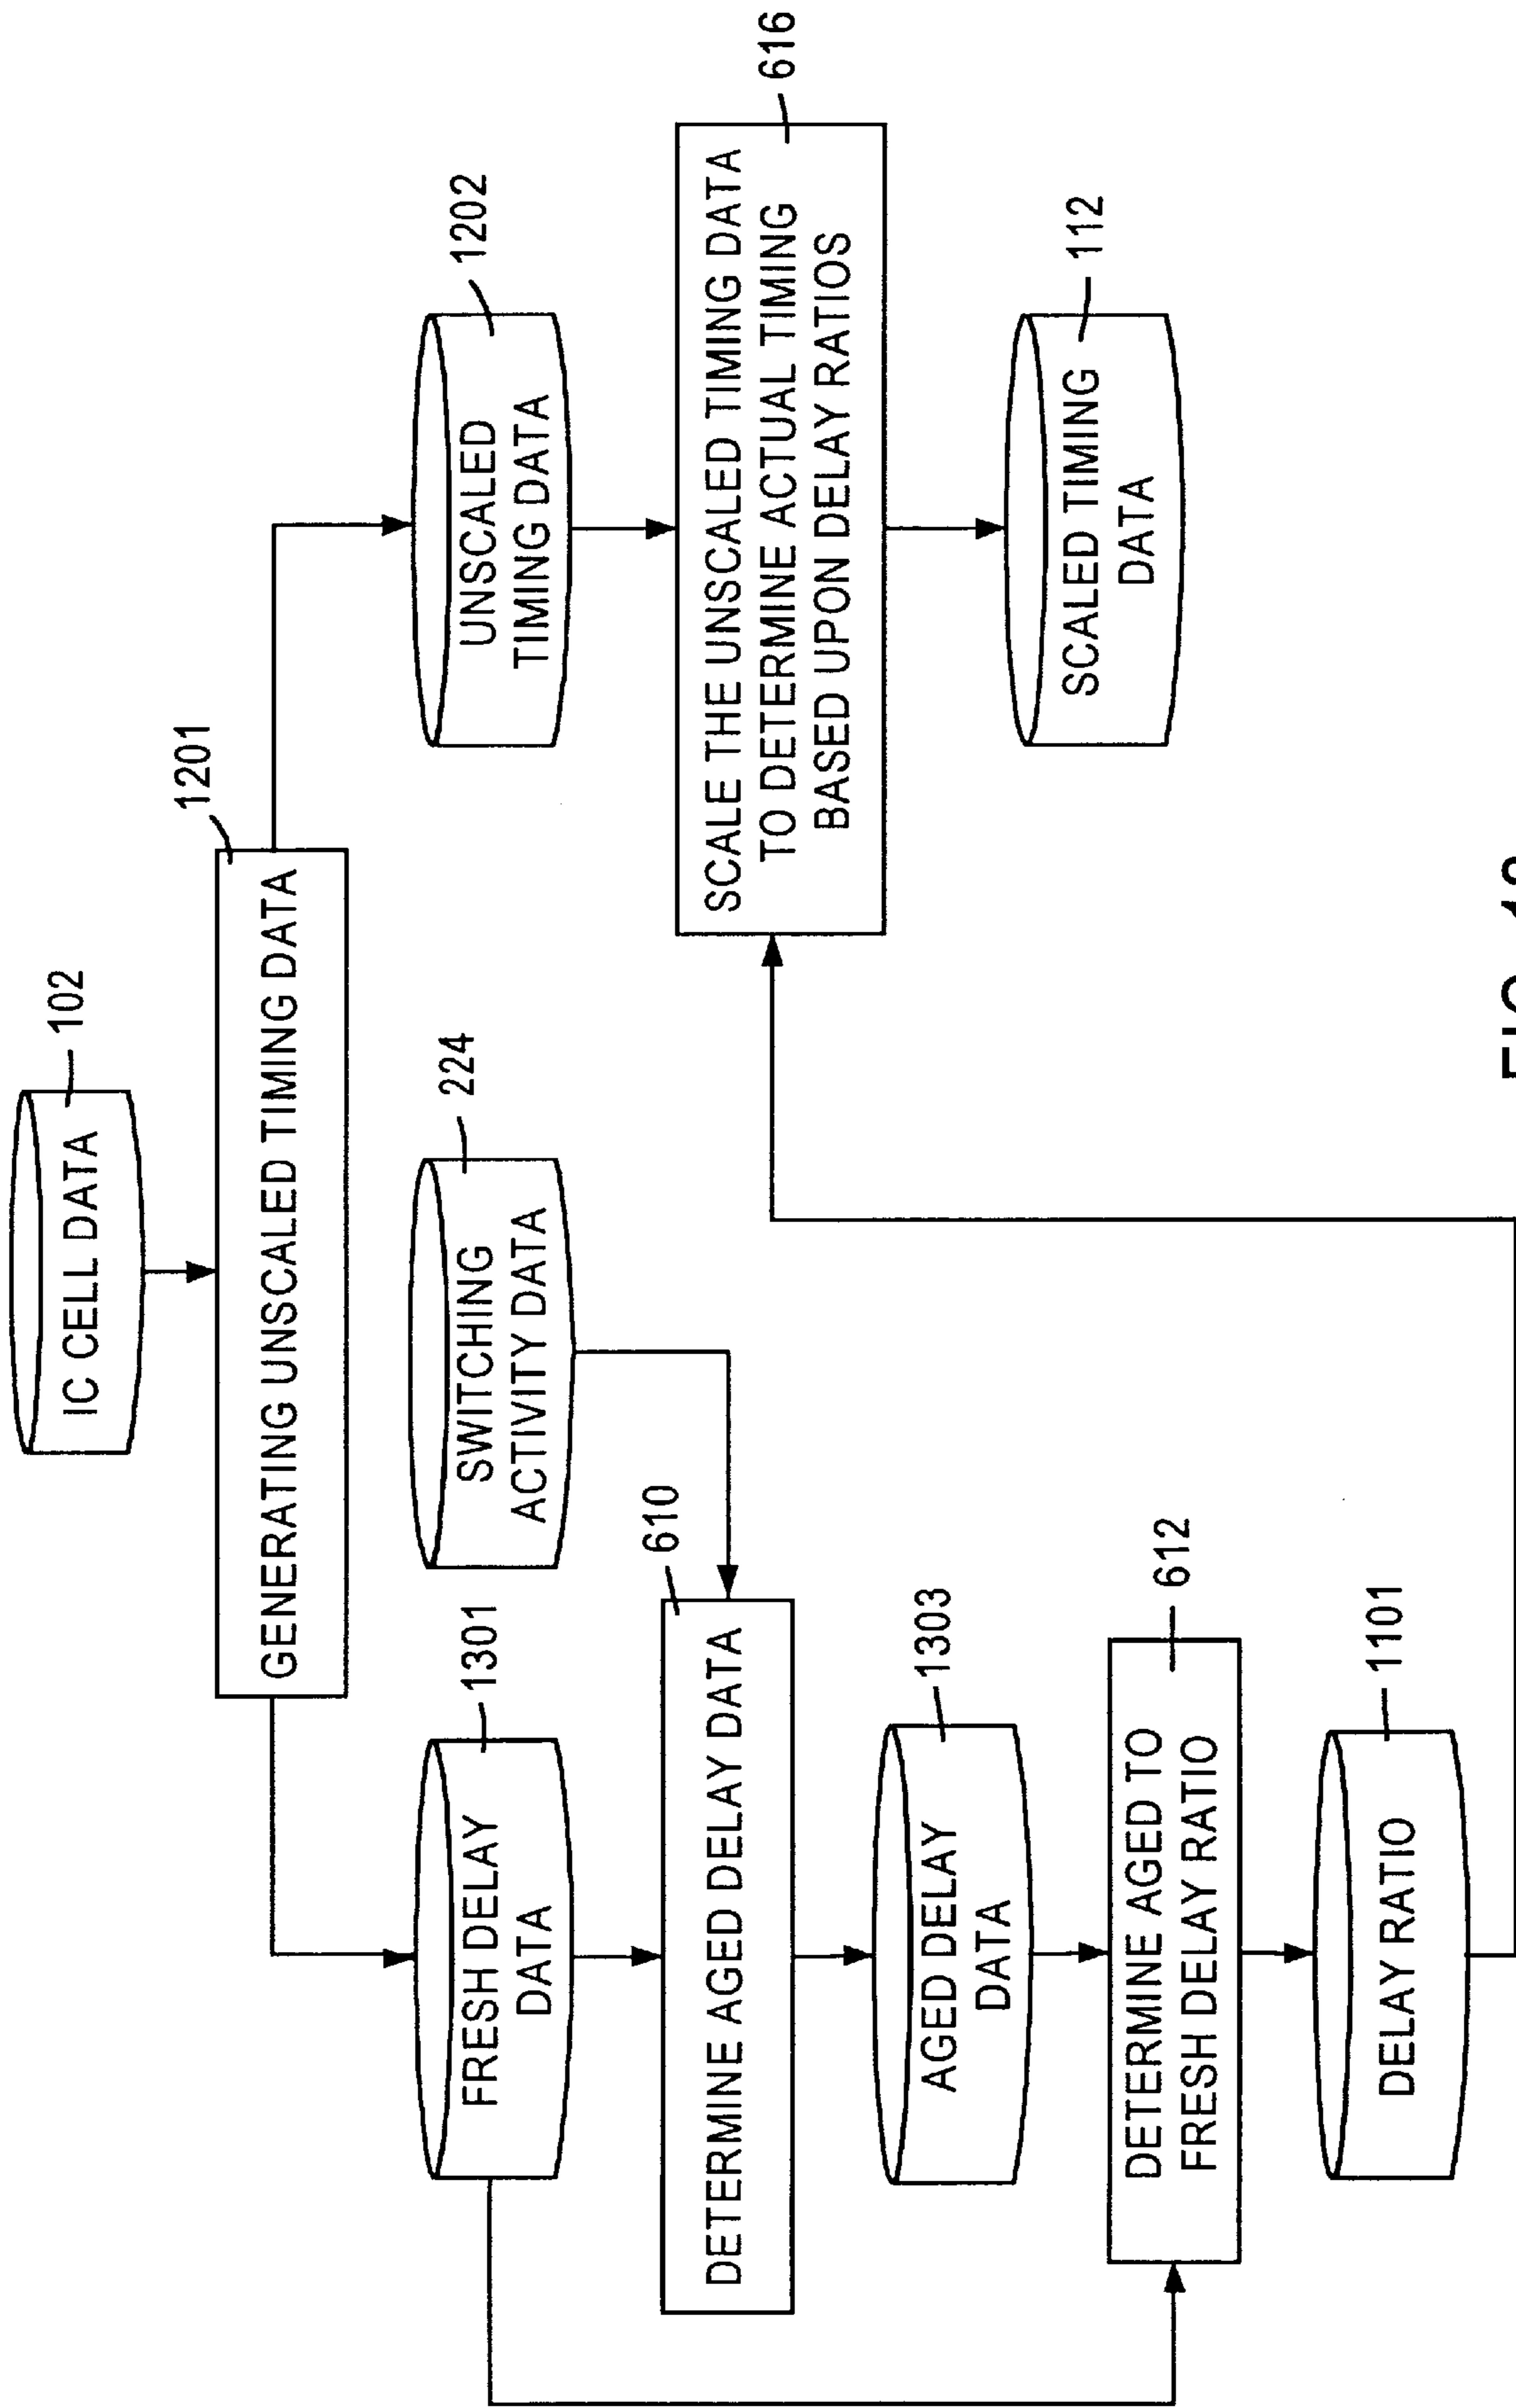 IC CELL DATA
102
1201
GENERATING UNSCALED TIMING DATA
FRESH DELAY
DATA
1301
SWITCHING
ACTIVITY DATA
224
UNSCALED
TIMING DATA
1202
610
DETERMINE AGED DELAY DATA
SCALE THE UNSCALED TIMING DATA
TO DETERMINE ACTUAL TIMING
BASED UPON DELAY RATIOS
616
AGED DELAY
DATA
1303
SCALED TIMING
DATA
112
DETERMINE AGED TO
FRESH DELAY RATIO
612
DELAY RATIO
1101
FIG.